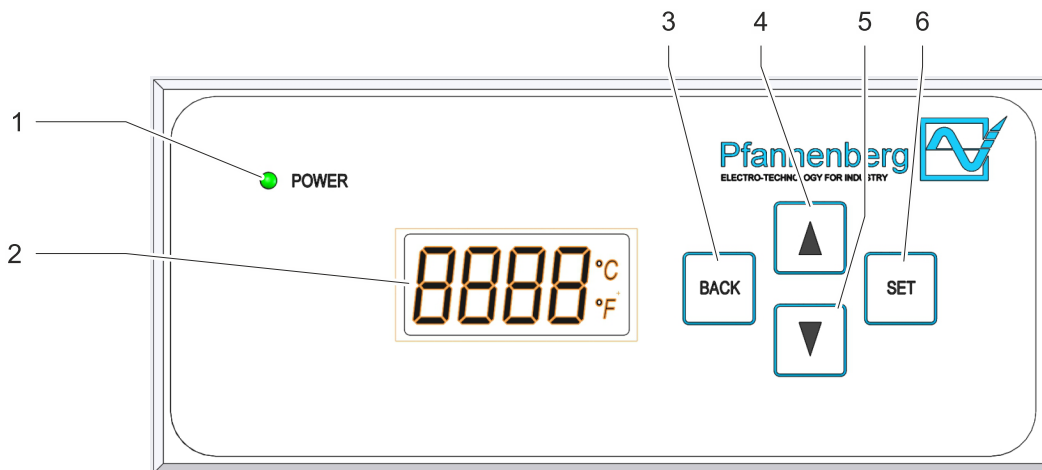 3 4 5 6
1
POWER
Pfannenberg
ELECTRO-TECHNOLOGY FOR INDUSTRY
2
8888 °C
°F
BACK
SET